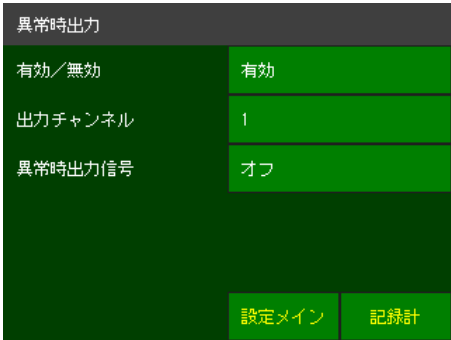 異常時出力
有効／無効 有効
出力チャンネル 1
異常時出力信号 オフ
設定メイン 記録計